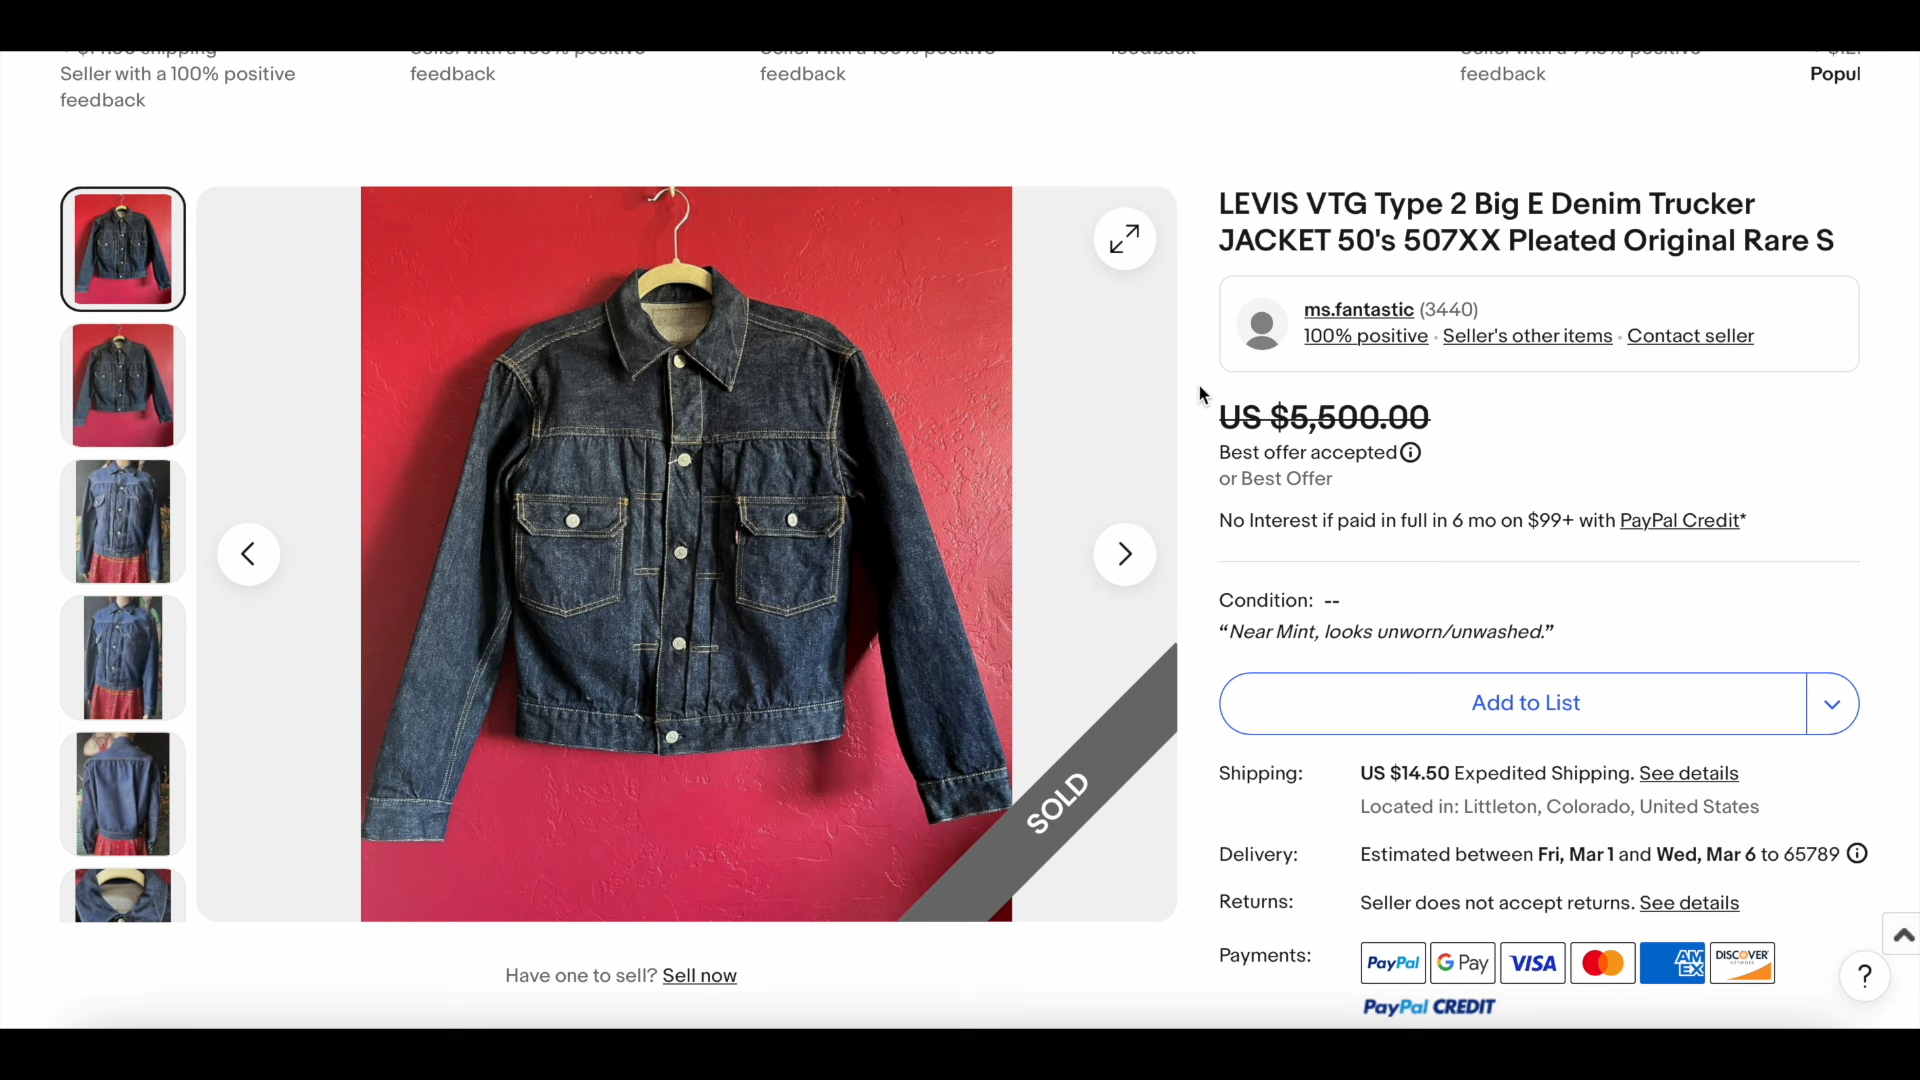 Seller with a 100% positive
feedback
feedback
feedback
feedback
Popul
LEVIS VTG Type 2 Big E Denim Trucker
JACKET 50's 507XX Pleated Original Rare S
ms.fantastic (3440)
100% positive · Seller's other items · Contact seller
US $5,500.00
Best offer accepted
or Best Offer
No Interest if paid in full in 6 mo on $99+ with PayPal Credit*
Condition: --
“Near Mint, looks unworn/unwashed.”
Add to List
Shipping: US $14.50 Expedited Shipping. See details
Located in: Littleton, Colorado, United States
Delivery: Estimated between Fri, Mar 1 and Wed, Mar 6 to 65789
Returns: Seller does not accept returns. See details
Payments: PayPal G Pay VISA AM EX DISCOVER
PayPal CREDIT
SOLD
Have one to sell? Sell now
?